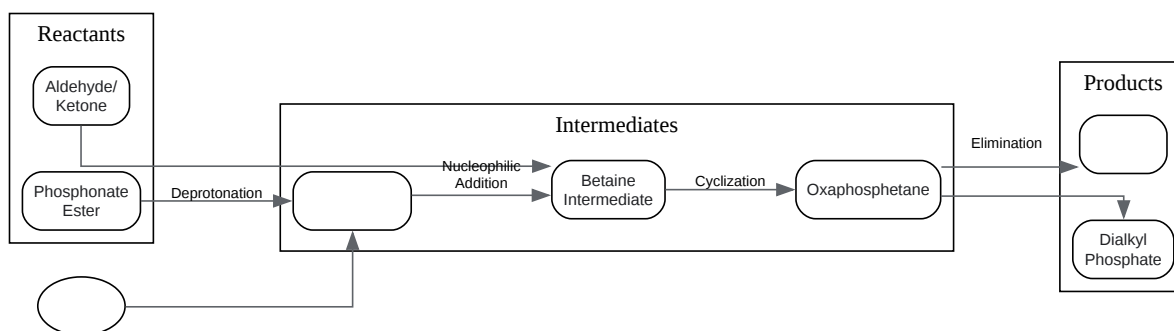 Reactants
Aldehyde/
Ketone
Phosphonate
Ester
Deprotonation
Intermediates
Nucleophilic
Addition
Betaine
Intermediate
Cyclization
Oxaphosphetane
Elimination
Products
Dialkyl
Phosphate